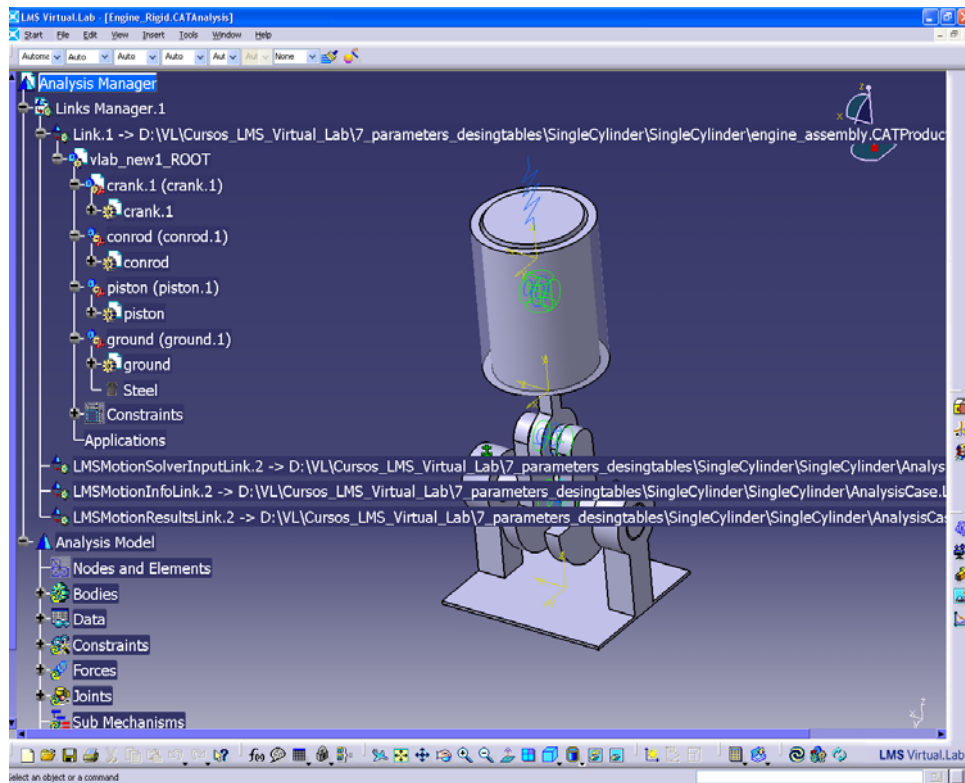 LMS Virtual.Lab - [Engine_Rigid.CATAnalysis]
Start File Edit View Insert Tools Window Help
Autome Auto Auto Auto Aut Aut None
Analysis Manager
Links Manager.1
Link.1 -> D:\VL\Cursos_LMS_Virtual_Lab\7_parameters_desingtables\SingleCylinder\SingleCylinder\engine_assembly.CATProduc
vlab_new1_ROOT
crank.1 (crank.1)
crank.1
conrod (conrod.1)
conrod
piston (piston.1)
piston
ground (ground.1)
ground
Steel
Constraints
Applications
LMSMotionSolverInputLink.2 -> D:\VL\Cursos_LMS_Virtual_Lab\7_parameters_desingtables\SingleCylinder\SingleCylinder\Analys
LMSMotionInfoLink.2 -> D:\VL\Cursos_LMS_Virtual_Lab\7_parameters_desingtables\SingleCylinder\SingleCylinder\AnalysisCase.L
LMSMotionResultsLink.2 -> D:\VL\Cursos_LMS_Virtual_Lab\7_parameters_desingtables\SingleCylinder\SingleCylinder\AnalysisCas
Analysis Model
Nodes and Elements
Bodies
Data
Constraints
Forces
Joints
Sub Mechanisms
f(x)
LMS Virtual.Lab
Select an object or a command